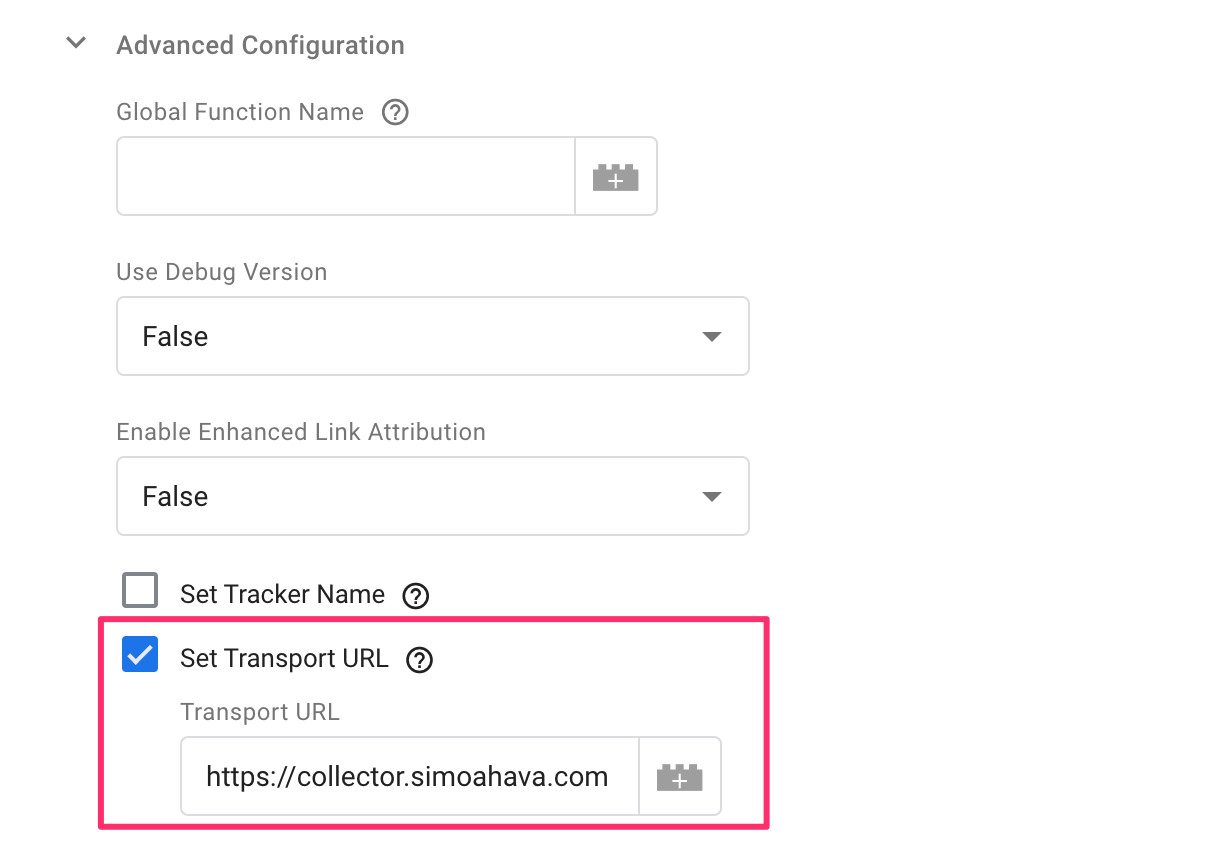 Advanced Configuration
Global Function Name
Use Debug Version
False
Enable Enhanced Link Attribution
False
Set Tracker Name
Set Transport URL
Transport URL
https://collector.simoahava.com